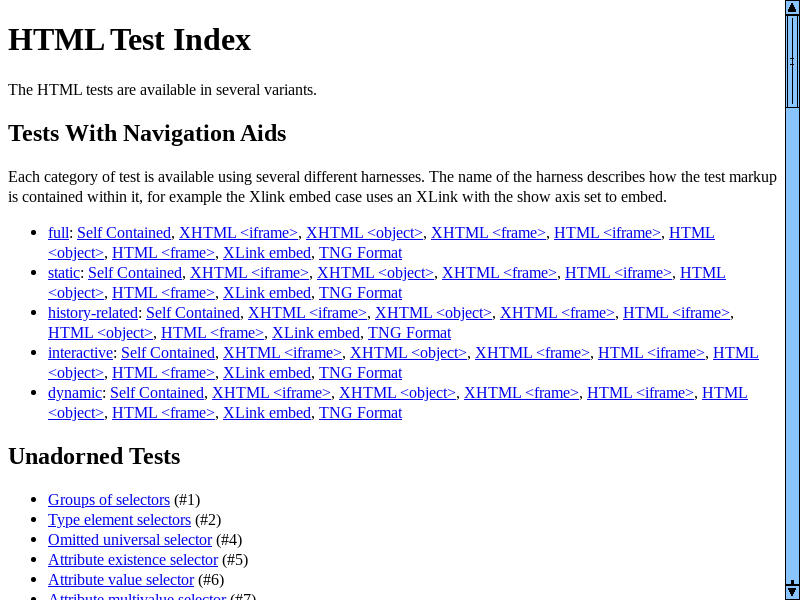 HTML Test Index
The HTML tests are available in several variants.
Tests With Navigation Aids
Each category of test is available using several different harnesses. The name of the harness describes how the test markup
is contained within it, for example the Xlink embed case uses an XLink with the show axis set to embed.
• full: Self Contained, XHTML <iframe>, XHTML <object>, XHTML <frame>, HTML <iframe>, HTML
<object>, HTML <frame>, XLink embed, TNG Format
• static: Self Contained, XHTML <iframe>, XHTML <object>, XHTML <frame>, HTML <iframe>, HTML
<object>, HTML <frame>, XLink embed, TNG Format
• history-related: Self Contained, XHTML <iframe>, XHTML <object>, XHTML <frame>, HTML <iframe>,
HTML <object>, HTML <frame>, XLink embed, TNG Format
• interactive: Self Contained, XHTML <iframe>, XHTML <object>, XHTML <frame>, HTML <iframe>, HTML
<object>, HTML <frame>, XLink embed, TNG Format
• dynamic: Self Contained, XHTML <iframe>, XHTML <object>, XHTML <frame>, HTML <iframe>, HTML
<object>, HTML <frame>, XLink embed, TNG Format
Unadorned Tests
• Groups of selectors (#1)
• Type element selectors (#2)
• Omitted universal selector (#4)
• Attribute existence selector (#5)
• Attribute value selector (#6)
• Attribute multivalue selector (#7)